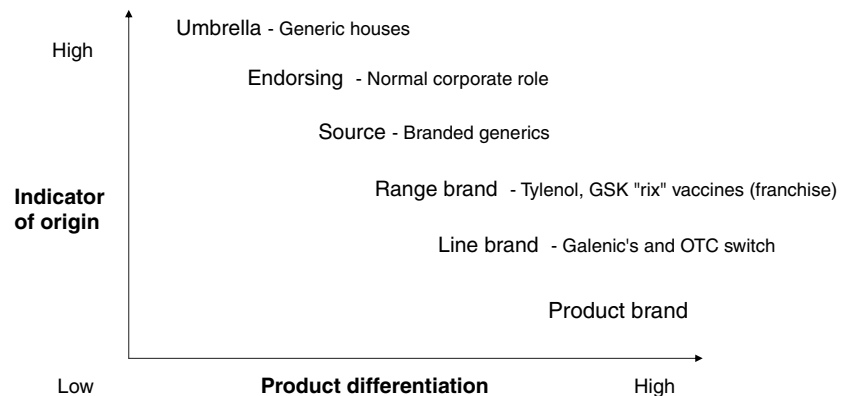 Umbrella - Generic houses
High
Endorsing - Normal corporate role
Source - Branded generics
Range brand - Tylenol, GSK "rix" vaccines (franchise)
Indicator
of origin
Line brand - Galenic's and OTC switch
Product brand
Low Product differentiation High